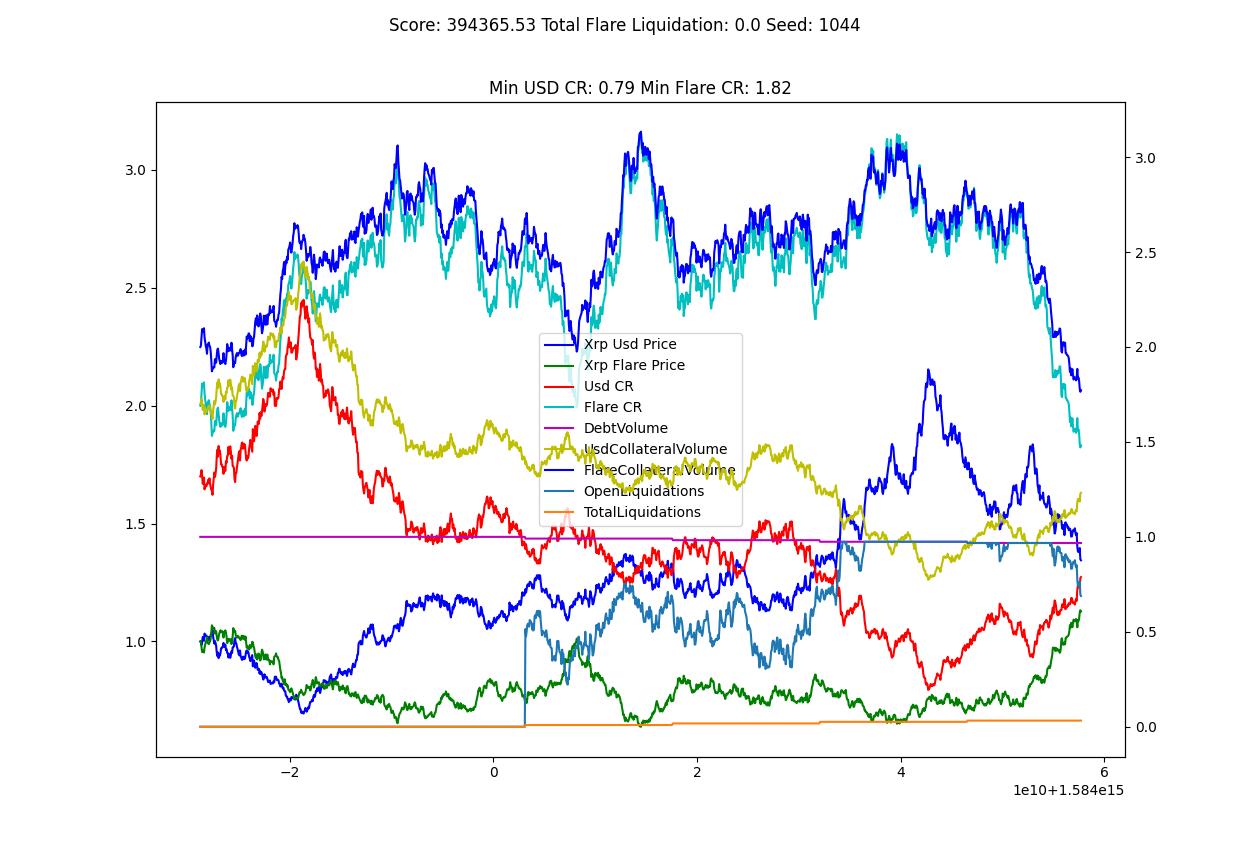 Score: 394365.53 Total Flare Liquidation: 0.0 Seed: 1044
Min USD CR: 0.79 Min Flare CR: 1.82
3.0
2.5
2.0
1.5
1.0
Xrp Usd Price
Xrp Flare Price
Usd CR
Flare CR
DebtVolume
UsdCollateralVolume
FlareCollateralVolume
OpenLiquidations
TotalLiquidations
3.0
2.5
2.0
1.5
1.0
0.5
0.0
−2 0 2 4 6
1e10+1.584e15